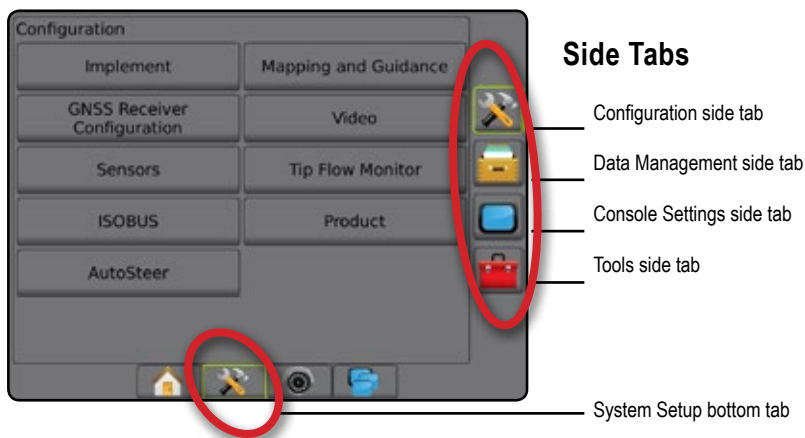 Configuration
Implement
Mapping and Guidance
GNSS Receiver
Configuration
Video
Sensors
Tip Flow Monitor
ISOBUS
Product
AutoSteer
Side Tabs
Configuration side tab
Data Management side tab
Console Settings side tab
Tools side tab
System Setup bottom tab